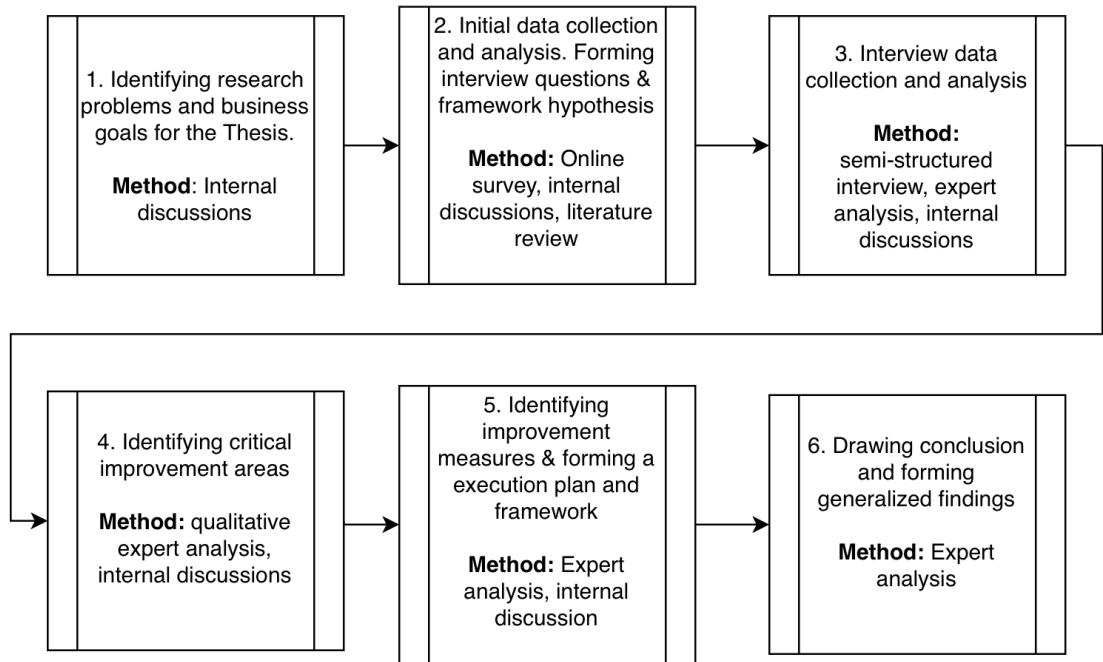 1. Identifying research
problems and business
goals for the Thesis.
Method: Internal
discussions
2. Initial data collection
and analysis. Forming
interview questions &
framework hypothesis
Method: Online
survey, internal
discussions, literature
review
3. Interview data
collection and analysis
Method:
semi-structured
interview, expert
analysis, internal
discussions
4. Identifying critical
improvement areas
Method: qualitative
expert analysis,
internal discussions
5. Identifying
improvement
measures & forming a
execution plan and
framework
Method: Expert
analysis, internal
discussion
6. Drawing conclusion
and forming
generalized findings
Method: Expert
analysis